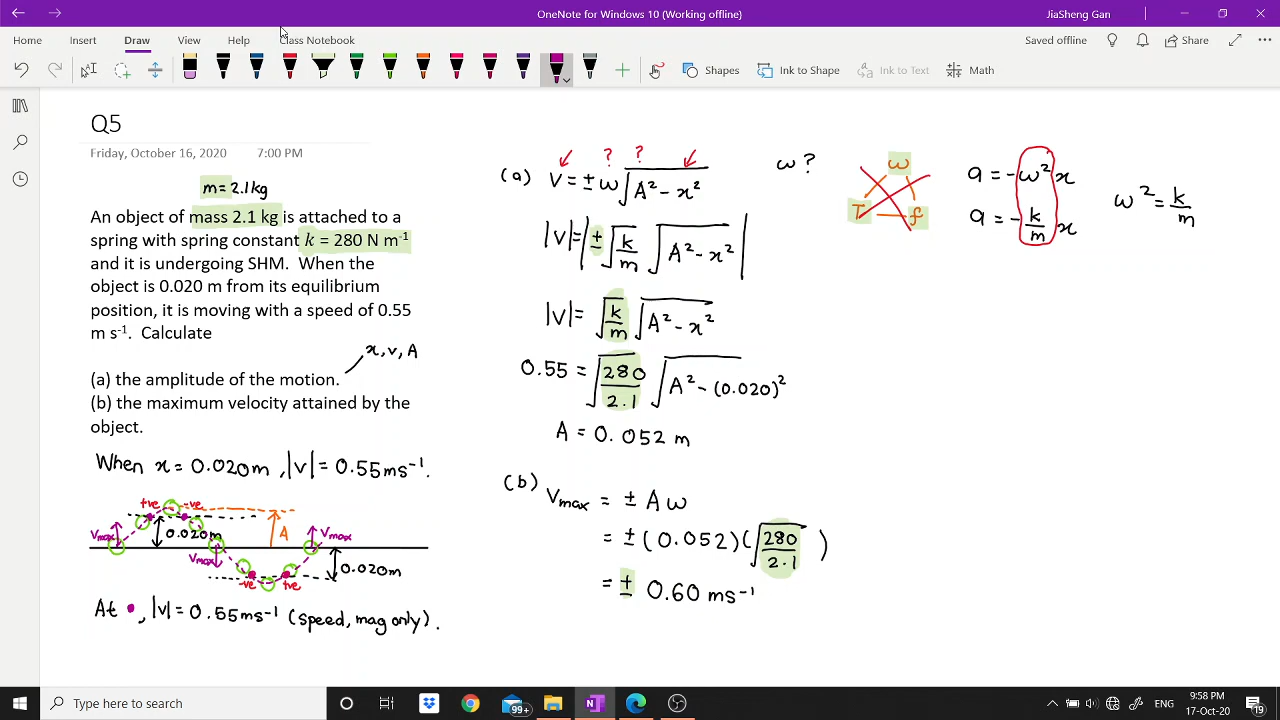 OneNote for Windows 10 (Working offline)
JiaSheng Gan
Home Insert Draw View Help Class Notebook
Saved offline
Share
Shapes
Ink to Shape
Ink to Text
Math
Q5
Friday, October 16, 2020 7:00 PM
m = 2.1kg
An object of mass 2.1 kg is attached to a
spring with spring constant k = 280 N m⁻¹
and it is undergoing SHM. When the
object is 0.020 m from its equilibrium
position, it is moving with a speed of 0.55
m s⁻¹. Calculate
x, v, A
(a) the amplitude of the motion.
(b) the maximum velocity attained by the
object.
When x = 0.020m , |v| = 0.55ms⁻¹.
+ve -ve
Vmax 0.020m A Vmax
Vmax 0.020m
-ve +ve
At , |v| = 0.55ms⁻¹ (speed, mag only).
? ?
(a) V = ± ω√(A² − x²)
|V| = |± √(k/m) √(A² − x²)|
|V| = √(k/m) √(A² − x²)
0.55 = √(280/2.1) √(A² − (0.020)²)
A = 0.052 m
(b) Vmax = ± A ω
= ± (0.052)(√(280/2.1))
= ± 0.60 ms⁻¹
ω ?
ω
T f
a = −ω²x
a = −k/m x
ω² = k/m
Type here to search
99+
ENG
9:58 PM
17-Oct-20
19